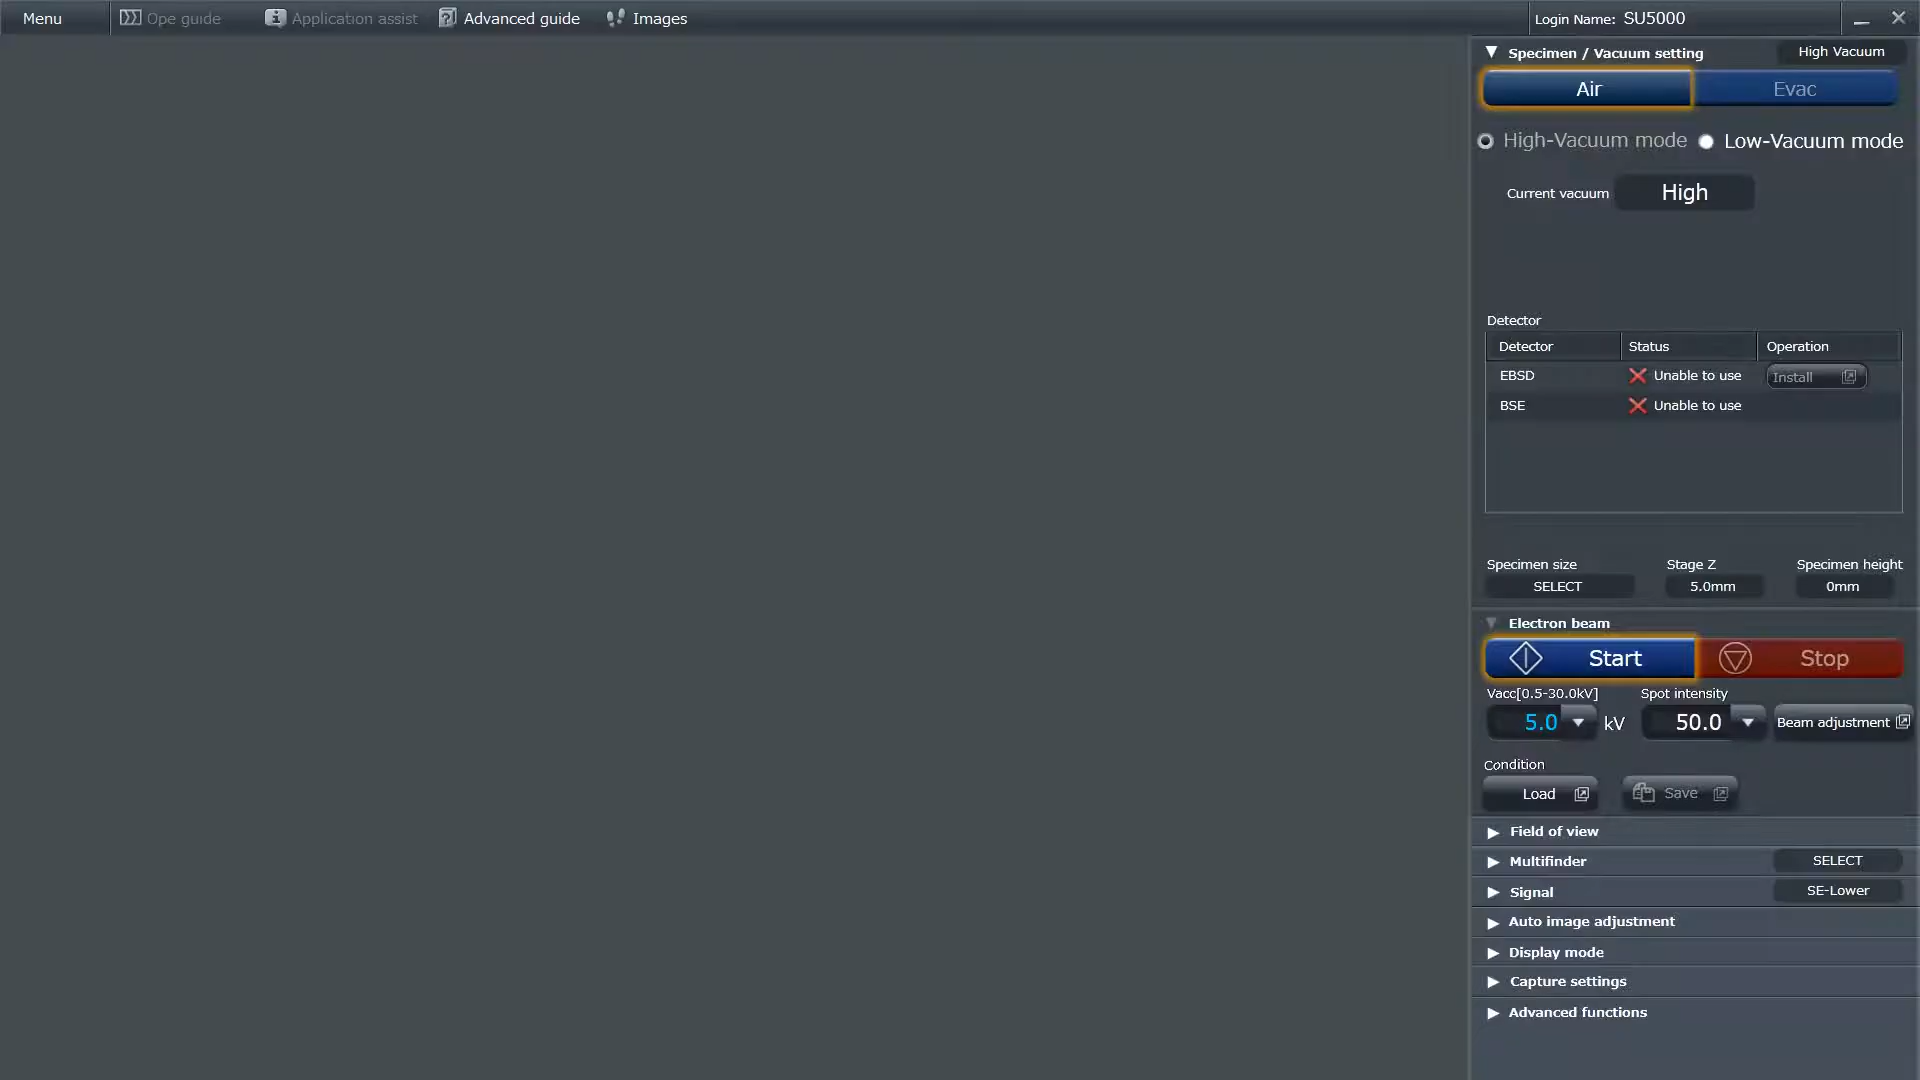 Menu Ope guide Application assist Advanced guide Images Login Name: SU5000
Specimen / Vacuum setting High Vacuum
Air Evac
High-Vacuum mode Low-Vacuum mode
Current vacuum High
Detector
Detector Status Operation
EBSD Unable to use Install
BSE Unable to use
Specimen size Stage Z Specimen height
SELECT 5.0mm 0mm
Electron beam
Start Stop
Vacc[0.5-30.0kV] Spot intensity
5.0 kV 50.0 Beam adjustment
Condition
Load Save
Field of view
Multifinder SELECT
Signal SE-Lower
Auto image adjustment
Display mode
Capture settings
Advanced functions